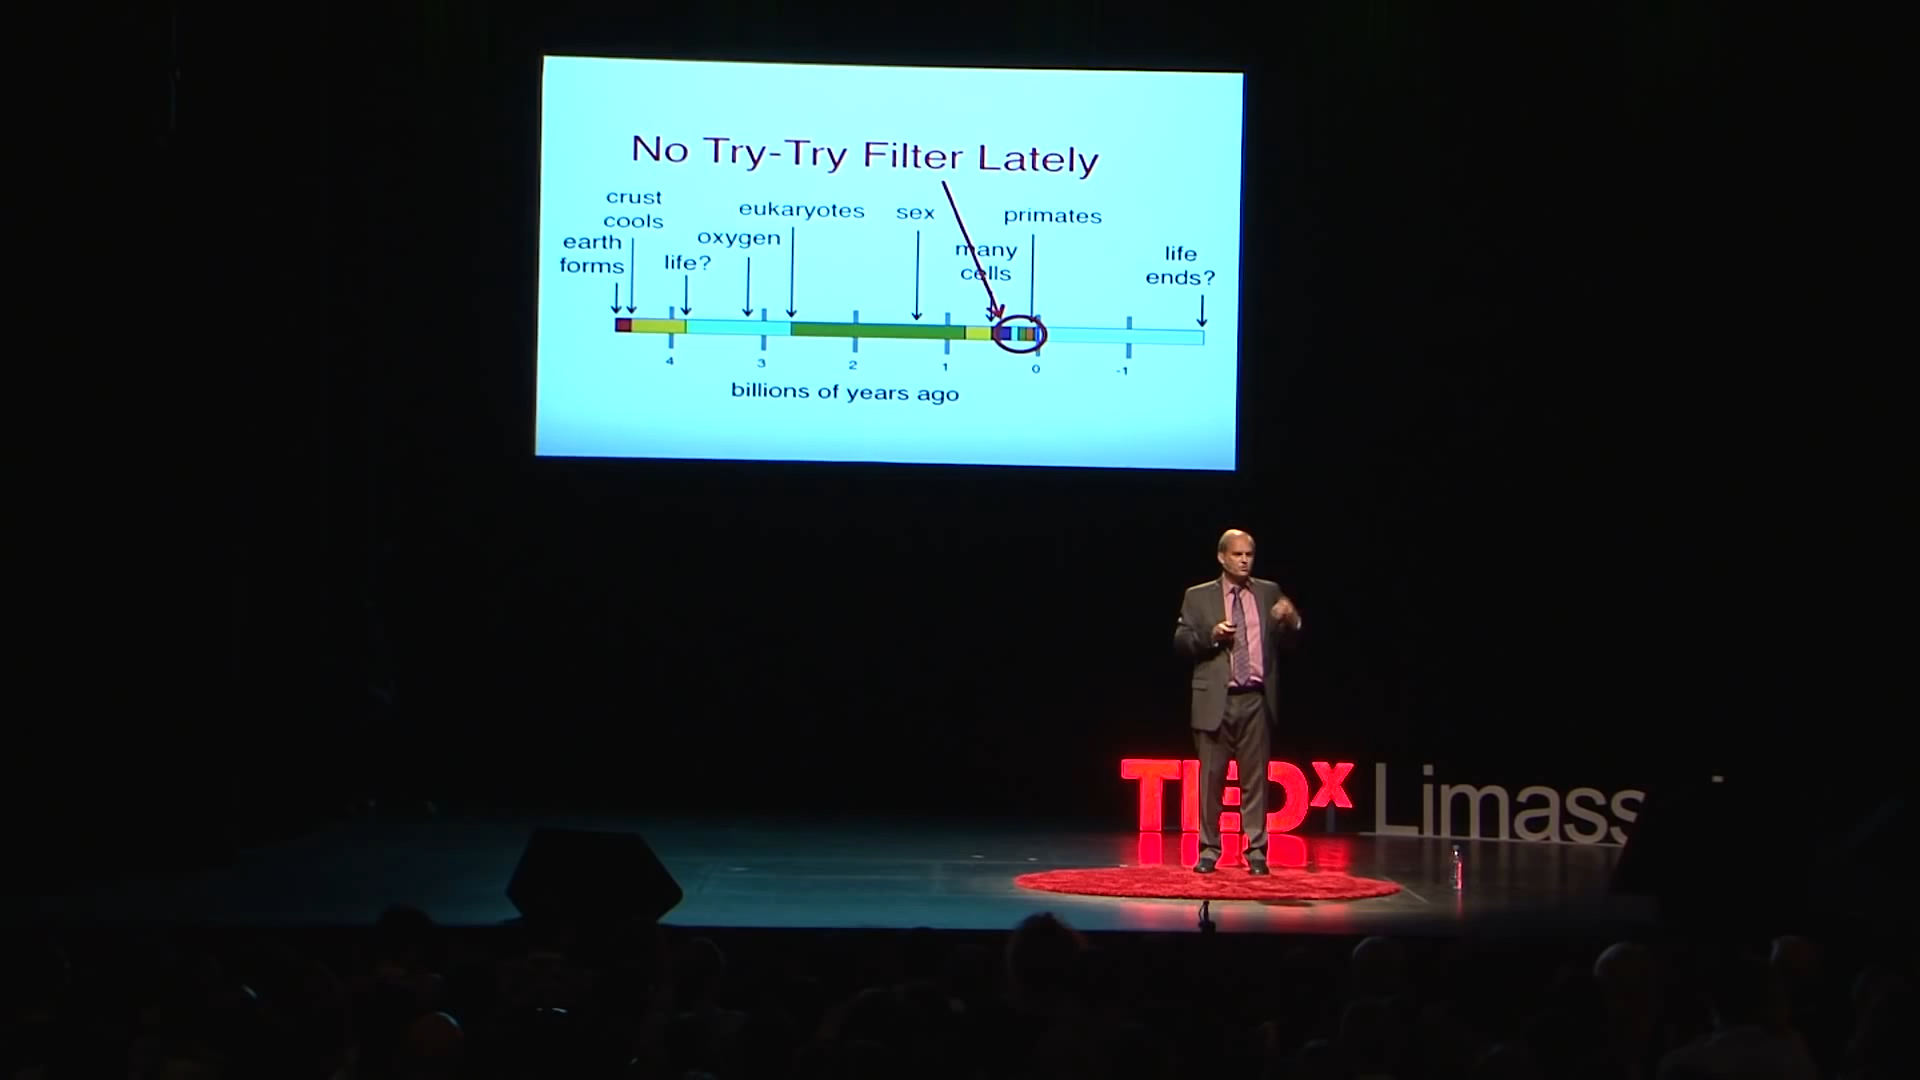 No Try-Try Filter Lately
crust
cools
eukaryotes
sex
primates
earth
forms
oxygen
life?
many
cells
life
ends?
4
3
2
1
0
-1
billions of years ago
TEDx Limass